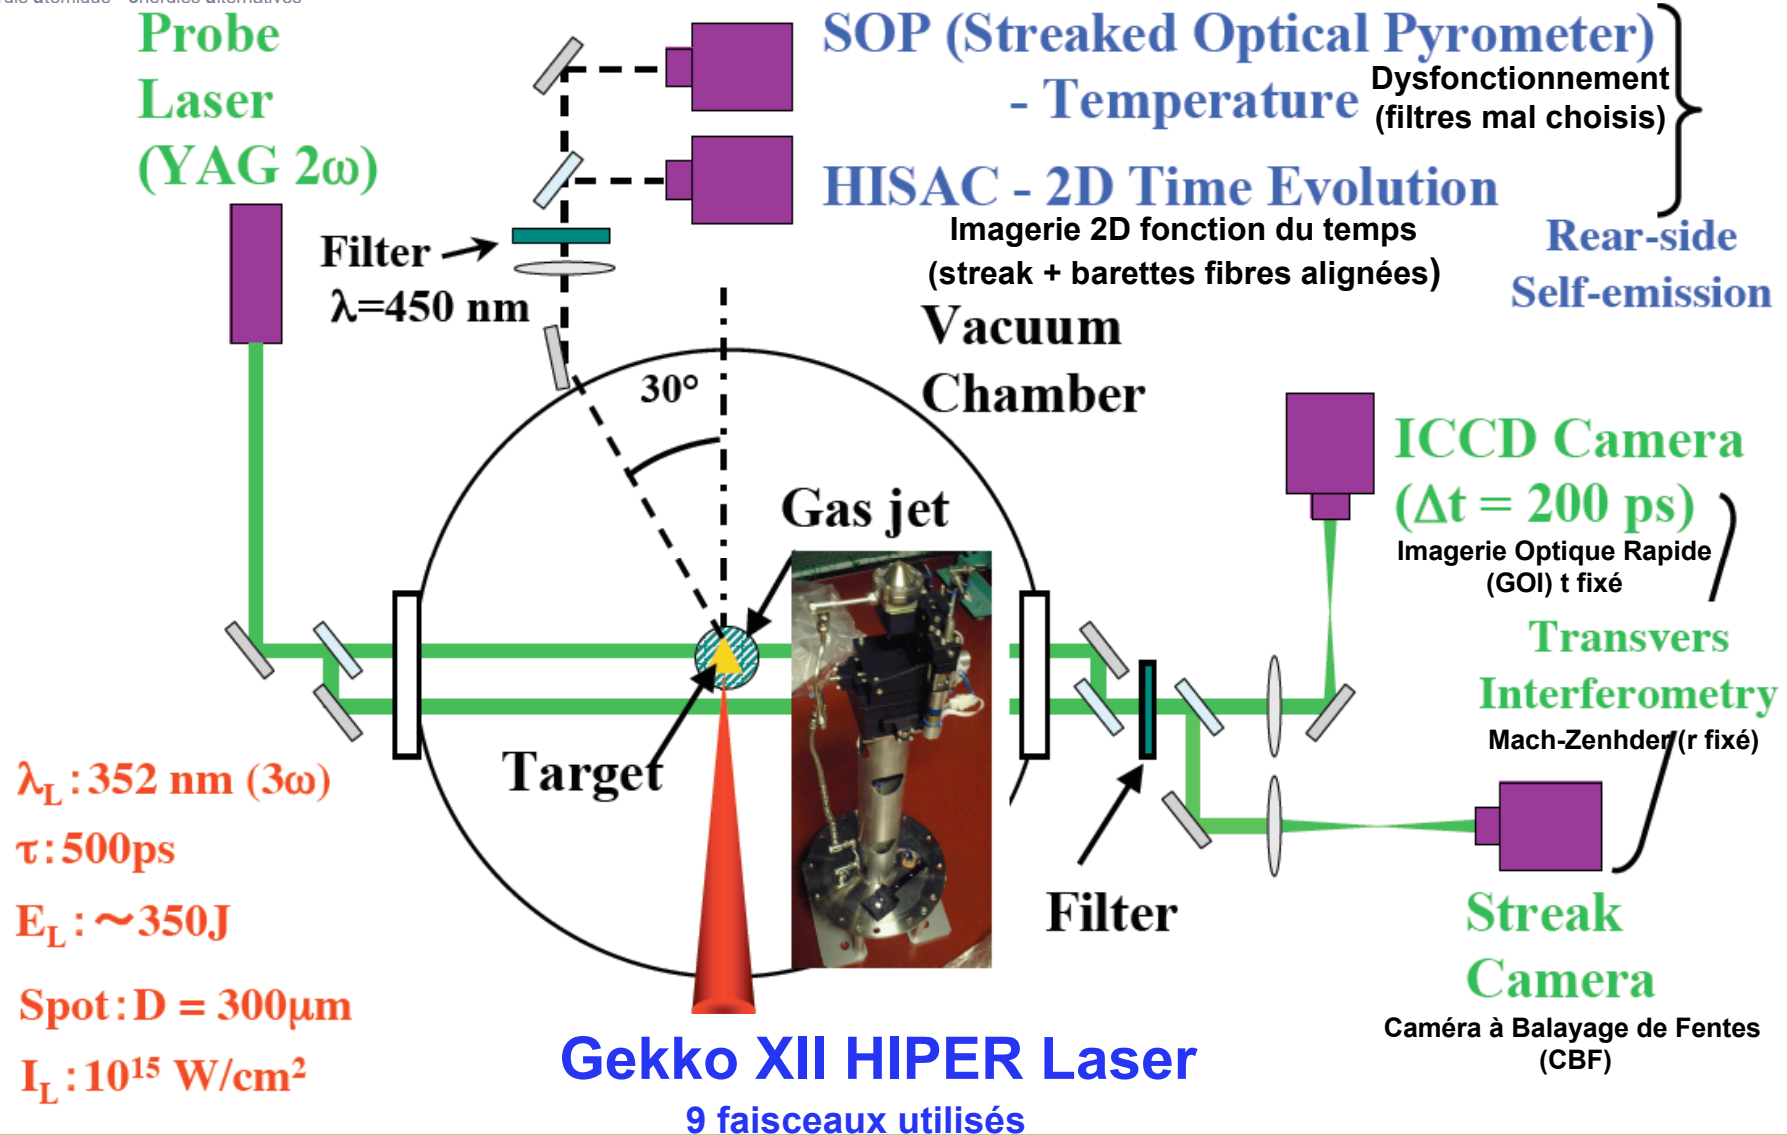 Probe
Laser
(YAG 2ω)
SOP (Streaked Optical Pyrometer)
- Temperature
Dysfonctionnement
(filtres mal choisis)
HISAC - 2D Time Evolution
Imagerie 2D fonction du temps
(streak + barettes fibres alignées)
Rear-side
Self-emission
Filter
λ=450 nm
Vacuum
Chamber
30°
Gas jet
ICCD Camera
(Δt = 200 ps)
Imagerie Optique Rapide
(GOI) t fixé
Transvers
Interferometry
Mach-Zenhder (r fixé)
Target
λL : 352 nm (3ω)
τ : 500ps
EL : ~350J
Spot : D = 300μm
IL : 10¹⁵ W/cm²
Filter
Streak
Camera
Caméra à Balayage de Fentes
(CBF)
Gekko XII HIPER Laser
9 faisceaux utilisés